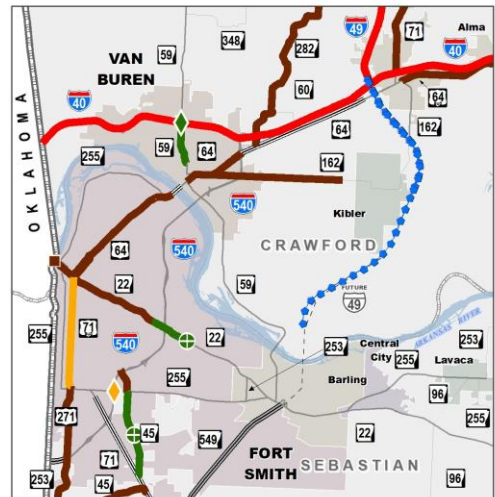 49
71
Alma
348
59
282
40
VAN
BUREN
40
60
64
64
162
59
64
255
162
540
Kibler
OKLAHOMA
540
CRAWFORD
64
22
59
FUTURE
49
71
255
540
22
253
Central
City
ARKANSAS RIVER
253
255
Lavaca
255
Barling
96
271
45
549
22
71
FORT
SMITH
SEBASTIAN
253
45
96